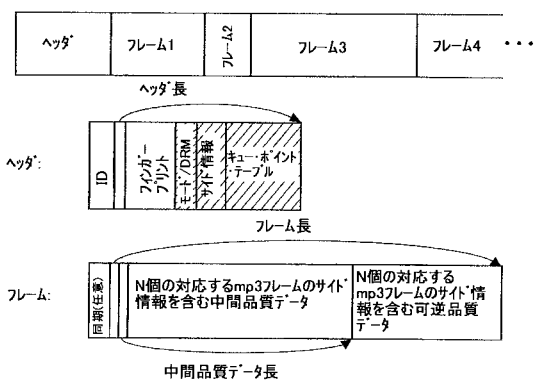 ヘッダ
フレーム1
フレーム2
フレーム3
フレーム4
・・・
ヘッダ長
ヘッダ:
ID
フィンガー
プリント
モード/DRM
サイド情報
キュー・ポイント
・テーブル
フレーム長
フレーム:
同期(任意)
N個の対応するmp3フレームのサイド
情報を含む中間品質データ
N個の対応する
mp3フレームのサイド情
報を含む可逆品質
データ
中間品質データ長